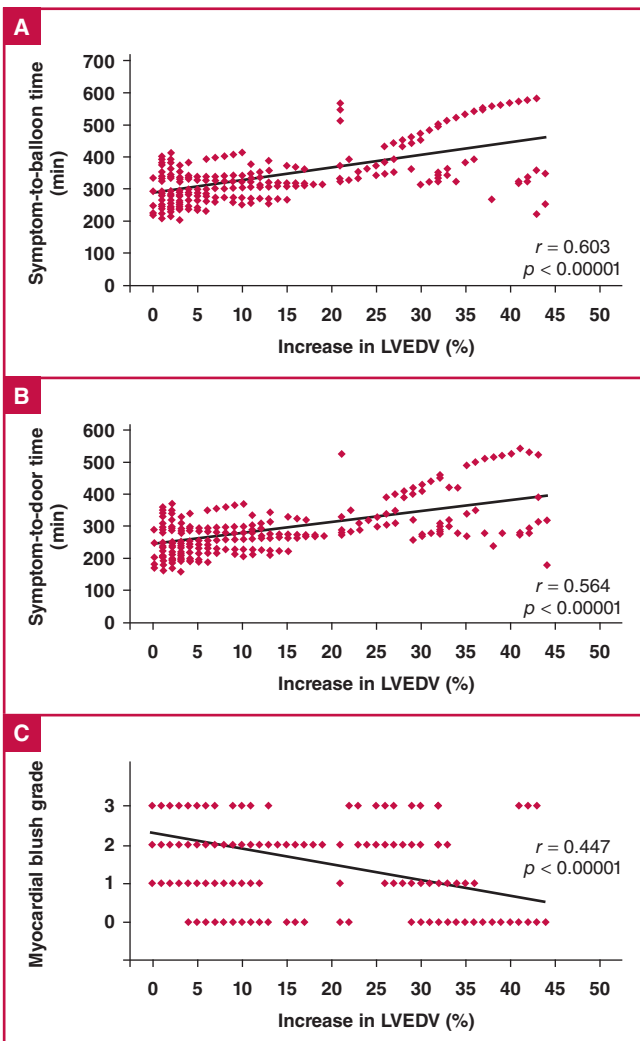 A
Symptom-to-balloon time
(min)
700
600
500
400
300
200
100
0
r = 0.603
p < 0.00001
0 5 10 15 20 25 30 35 40 45 50
Increase in LVEDV (%)
B
Symptom-to-door time
(min)
600
500
400
300
200
100
0
r = 0.564
p < 0.00001
0 5 10 15 20 25 30 35 40 45 50
Increase in LVEDV (%)
C
Myocardial blush grade
3
2
1
0
r = 0.447
p < 0.00001
0 5 10 15 20 25 30 35 40 45 50
Increase in LVEDV (%)